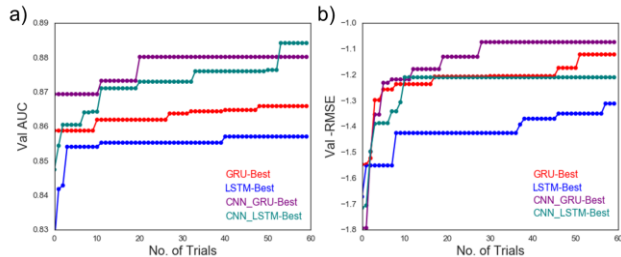 a)
0.89
0.88
0.87
0.86
0.85
0.84
0.83
Val AUC
0 10 20 30 40 50 60
No. of Trials
GRU-Best
LSTM-Best
CNN_GRU-Best
CNN_LSTM-Best
b)
−1.0
−1.1
−1.2
−1.3
−1.4
−1.5
−1.6
−1.7
−1.8
Val -RMSE
0 10 20 30 40 50 60
No. of Trials
GRU-Best
LSTM-Best
CNN_GRU-Best
CNN_LSTM-Best